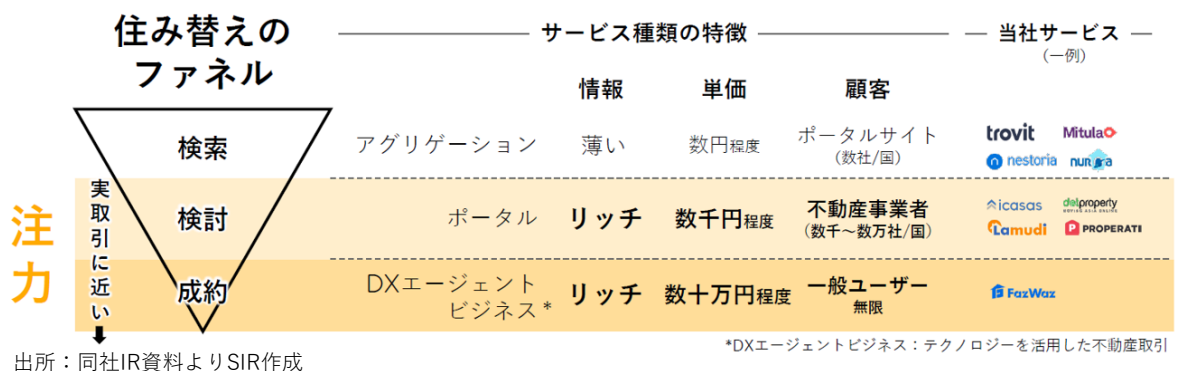 住み替えの
ファネル
サービス種類の特徴
当社サービス
(一例)
情報
単価
顧客
検索
アグリゲーション
薄い
数円程度
ポータルサイト
(数社/国)
trovit
Mitula
nestoria
nuroa
注力
実取引に近い
検討
ポータル
リッチ
数千円程度
不動産事業者
(数千～数万社/国)
icasas
dotproperty
Lamudi
PROPERATI
成約
DXエージェント
ビジネス*
リッチ
数十万円程度
一般ユーザー
無限
FazWaz
*DXエージェントビジネス：テクノロジーを活用した不動産取引
出所：同社IR資料よりSIR作成